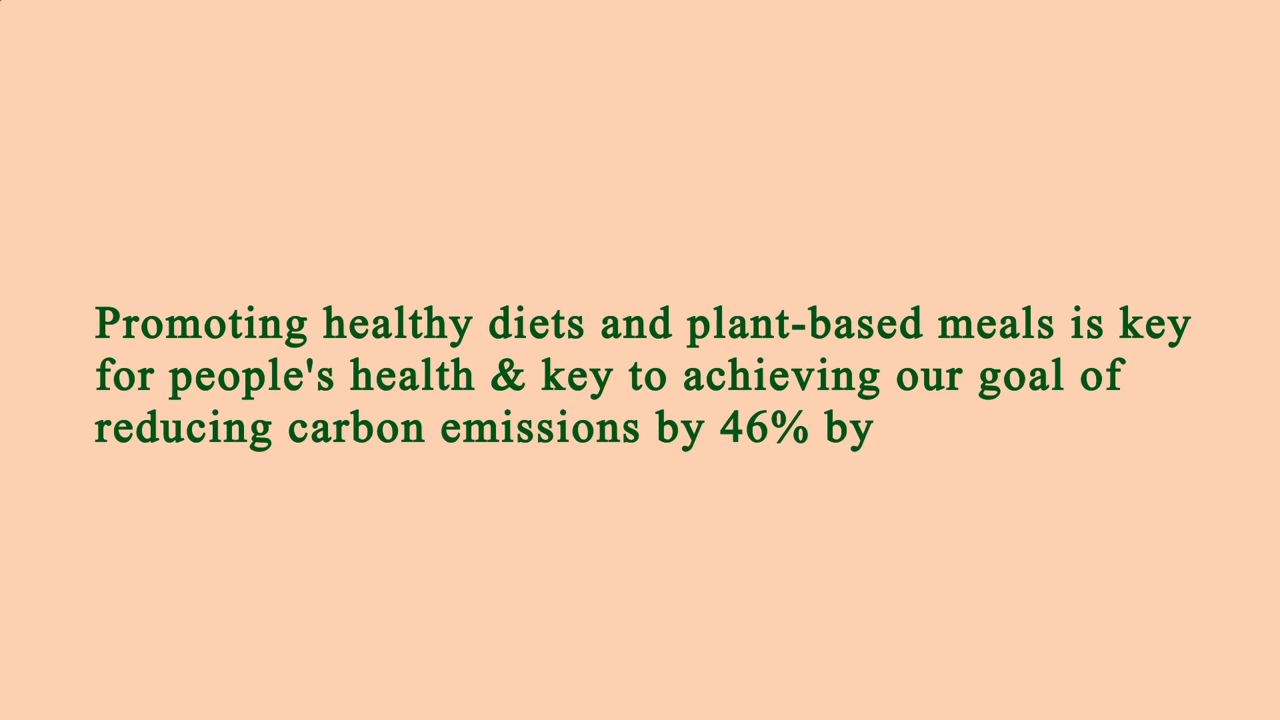 Promoting healthy diets and plant-based meals is key
for people's health & key to achieving our goal of
reducing carbon emissions by 46% by